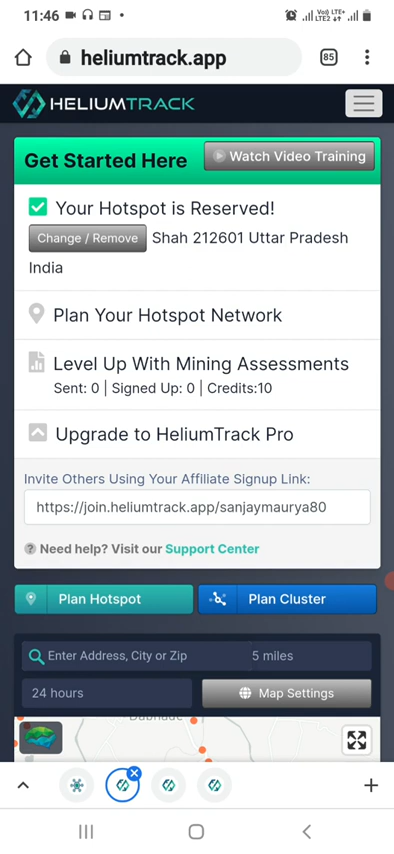 11:46
Vo) LTE+
LTE2
heliumtrack.app
85
HELIUMTRACK
Get Started Here
Watch Video Training
Your Hotspot is Reserved!
Change / Remove Shah 212601 Uttar Pradesh
India
Plan Your Hotspot Network
Level Up With Mining Assessments
Sent: 0 | Signed Up: 0 | Credits:10
Upgrade to HeliumTrack Pro
Invite Others Using Your Affiliate Signup Link:
https://join.heliumtrack.app/sanjaymaurya80
Need help? Visit our Support Center
Plan Hotspot
Plan Cluster
Enter Address, City or Zip
5 miles
24 hours
Map Settings